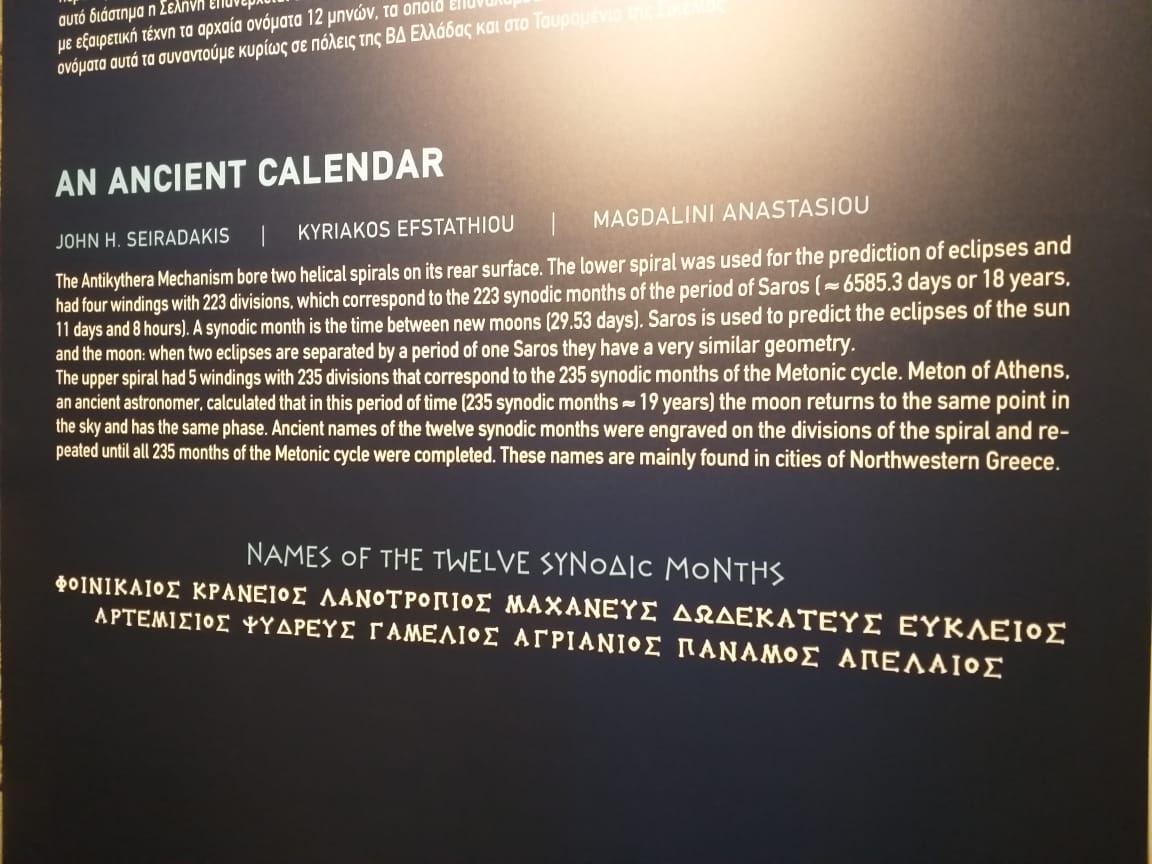 αυτό διάστημα η Σελήνη
με εξαιρετική τέχνη τα αρχαία ονόματα 12 μηνών, τα οποία
ονόματα αυτά τα συναντούμε κυρίως σε πόλεις της ΒΔ Ελλάδας και στο Ταυρομένιο της Σικελίας
AN ANCIENT CALENDAR
JOHN H. SEIRADAKIS | KYRIAKOS EFSTATHIOU | MAGDALINI ANASTASIOU
The Antikythera Mechanism bore two helical spirals on its rear surface. The lower spiral was used for the prediction of eclipses and
had four windings with 223 divisions, which correspond to the 223 synodic months of the period of Saros (≈ 6585.3 days or 18 years,
11 days and 8 hours). A synodic month is the time between new moons (29.53 days). Saros is used to predict the eclipses of the sun
and the moon: when two eclipses are separated by a period of one Saros they have a very similar geometry.
The upper spiral had 5 windings with 235 divisions that correspond to the 235 synodic months of the Metonic cycle. Meton of Athens,
an ancient astronomer, calculated that in this period of time (235 synodic months ≈ 19 years) the moon returns to the same point in
the sky and has the same phase. Ancient names of the twelve synodic months were engraved on the divisions of the spiral and re-
peated until all 235 months of the Metonic cycle were completed. These names are mainly found in cities of Northwestern Greece.
NAMES OF THE TWELVE SYNODIC MONTHS
ΦΟΙΝΙΚΑΙΟΣ ΚΡΑΝΕΙΟΣ ΛΑΝΟΤΡΟΠΙΟΣ ΜΑΧΑΝΕΥΣ ΔΩΔΕΚΑΤΕΥΣ ΕΥΚΛΕΙΟΣ
ΑΡΤΕΜΙΣΙΟΣ ΨΥΔΡΕΥΣ ΓΑΜΕΛΙΟΣ ΑΓΡΙΑΝΙΟΣ ΠΑΝΑΜΟΣ ΑΠΕΛΛΑΙΟΣ